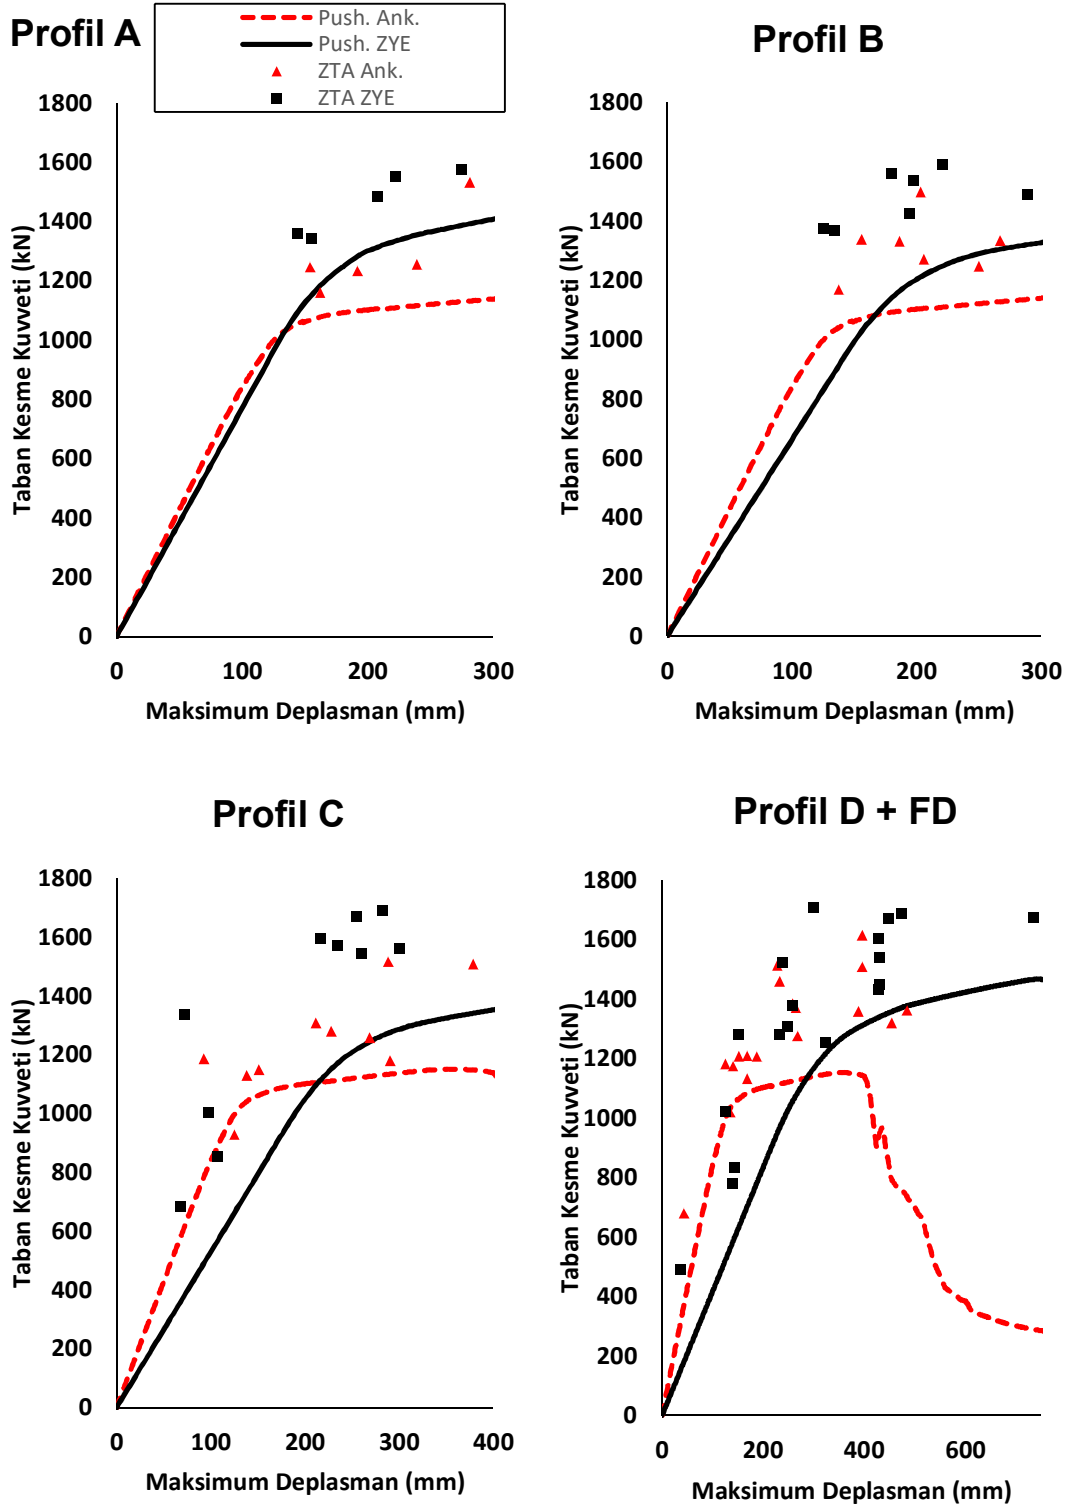 Profil A
Push. Ank.
Push. ZYE
ZTA Ank.
ZTA ZYE
Taban Kesme Kuvveti (kN)
1800
1600
1400
1200
1000
800
600
400
200
0
0 100 200 300
Maksimum Deplasman (mm)
Profil B
Taban Kesme Kuvveti (kN)
1800
1600
1400
1200
1000
800
600
400
200
0
0 100 200 300
Maksimum Deplasman (mm)
Profil C
Taban Kesme Kuvveti (kN)
1800
1600
1400
1200
1000
800
600
400
200
0
0 100 200 300 400
Maksimum Deplasman (mm)
Profil D + FD
Taban Kesme Kuvveti (kN)
1800
1600
1400
1200
1000
800
600
400
200
0
0 200 400 600
Maksimum Deplasman (mm)